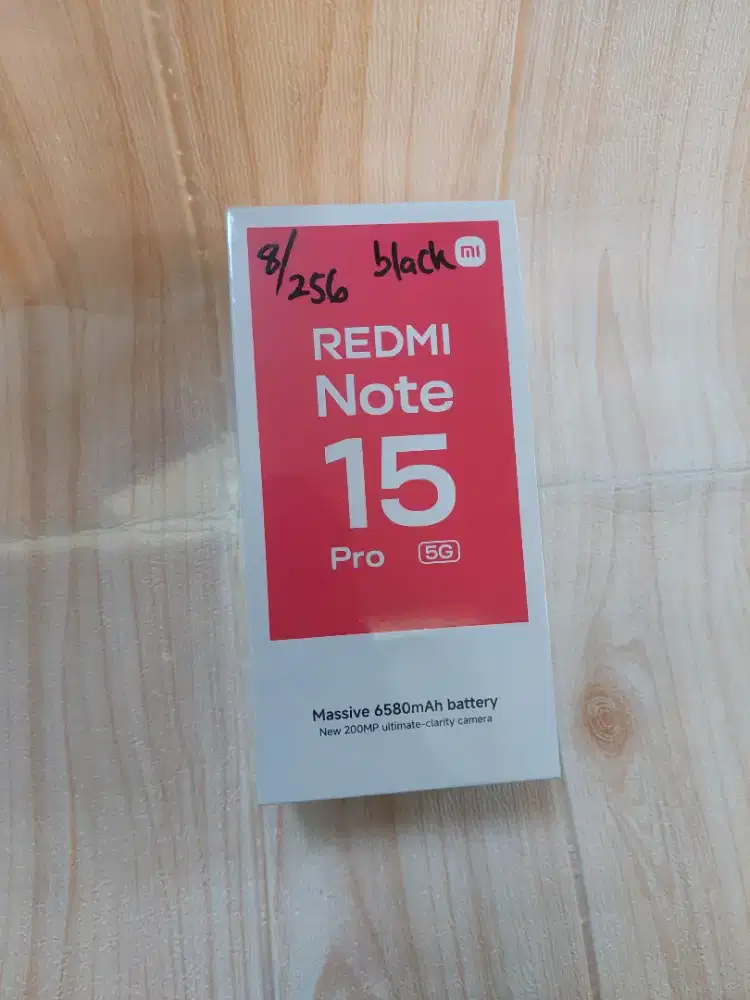 8/256 black mi
REDMI
Note
15
Pro 5G
Massive 6580mAh battery
New 200MP ultimate-clarity camera